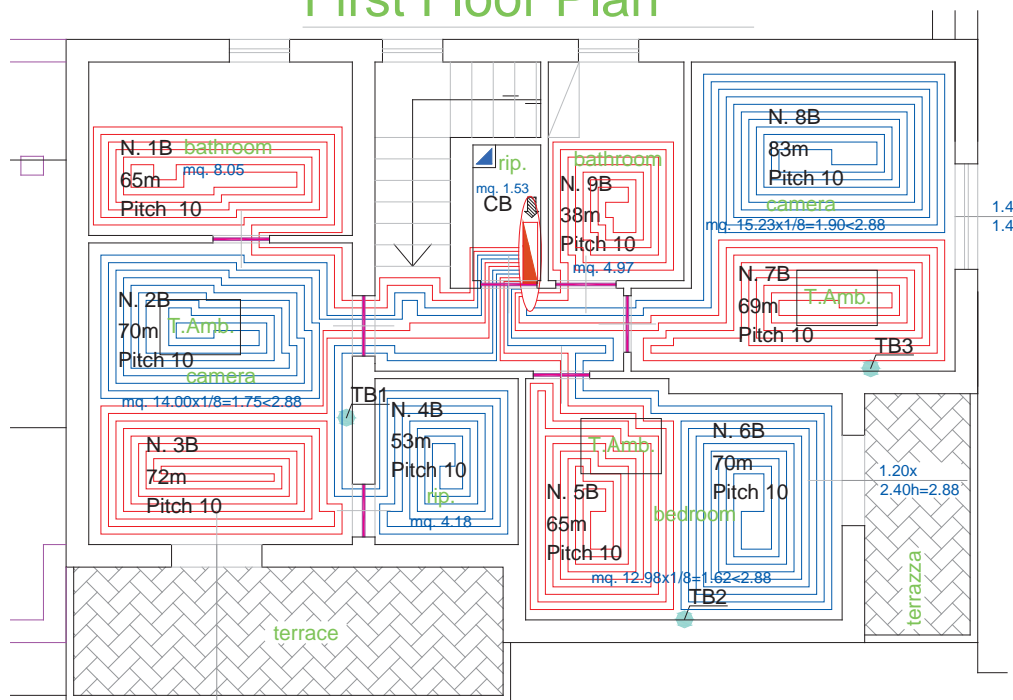 First Floor Plan
N. 1B
bathroom
mq. 8.05
65m
Pitch 10
rip.
mq. 1.53
CB
bathroom
N. 9B
38m
Pitch 10
mq. 4.97
N. 8B
83m
Pitch 10
camera
mq. 15.23x1/8=1.90<2.88
1.4
1.4
N. 2B
70m
T.Amb.
Pitch 10
camera
mq. 14.00x1/8=1.75<2.88
N. 7B
69m
T.Amb.
Pitch 10
TB3
TB1
N. 3B
72m
Pitch 10
N. 4B
53m
Pitch 10
rip.
mq. 4.18
T.Amb.
N. 5B
65m
Pitch 10
N. 6B
70m
Pitch 10
bedroom
mq. 12.98x1/8=1.62<2.88
TB2
1.20x
2.40h=2.88
terrazza
terrace